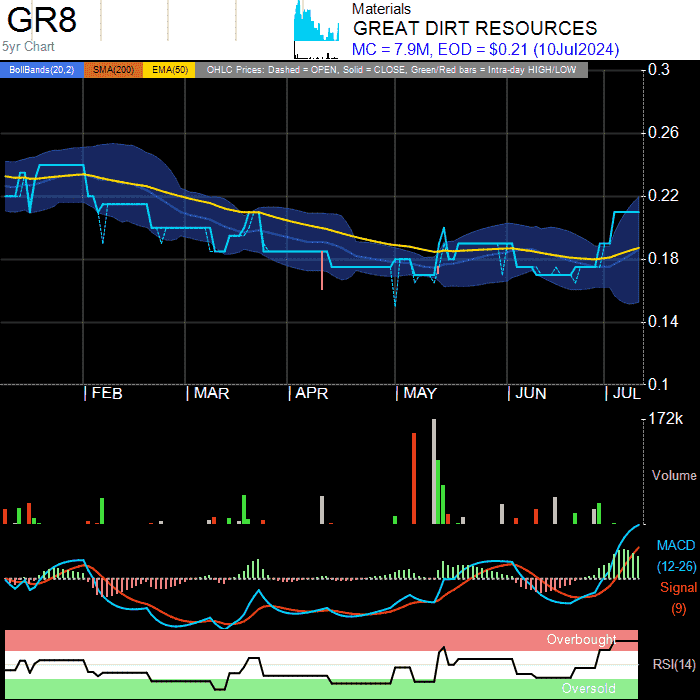 GR8
5yr Chart
Materials
GREAT DIRT RESOURCES
MC = 7.9M, EOD = $0.21 (10Jul2024)
BollBands(20,2) SMA(200) EMA(50) OHLC Prices: Dashed = OPEN, Solid = CLOSE, Green/Red bars = Intra-day HIGH/LOW
0.3
0.26
0.22
0.18
0.14
0.1
FEB MAR APR MAY JUN JUL
172k
Volume
MACD
(12-26)
Signal
(9)
Overbought
RSI(14)
Oversold